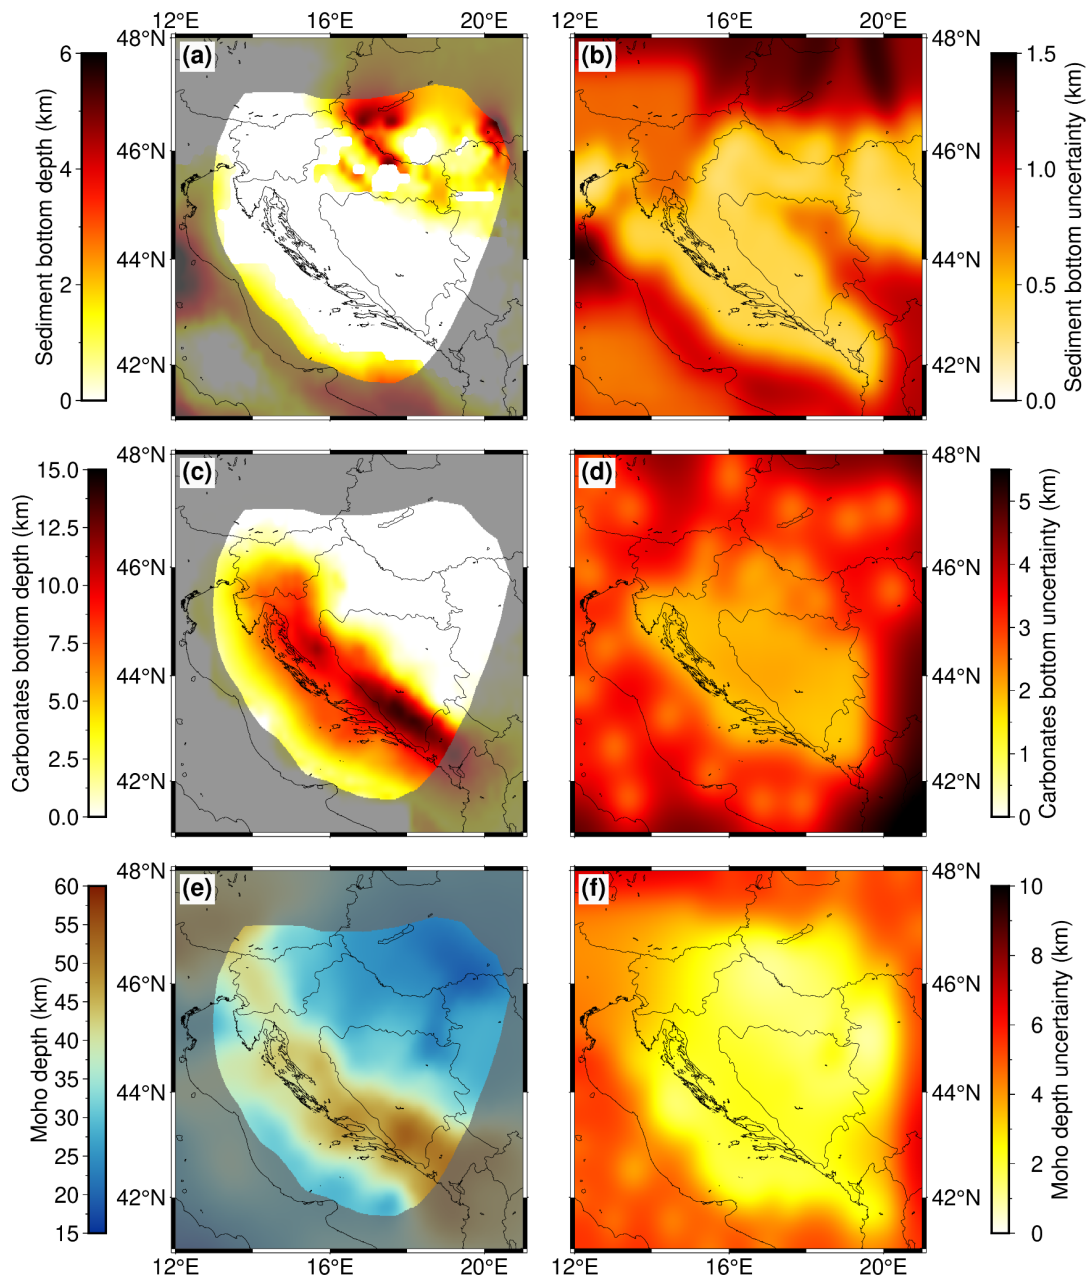 12°E 16°E 20°E 12°E 16°E 20°E
48°N (a) 48°N (b)
46°N 46°N
44°N 44°N
42°N 42°N
6
4
2
0
Sediment bottom depth (km)
1.5
1.0
0.5
0.0
Sediment bottom uncertainty (km)
48°N (c) 48°N (d)
46°N 46°N
44°N 44°N
42°N 42°N
15.0
12.5
10.0
7.5
5.0
2.5
0.0
Carbonates bottom depth (km)
5
4
3
2
1
0
Carbonates bottom uncertainty (km)
48°N (e) 48°N (f)
46°N 46°N
44°N 44°N
42°N 42°N
60
55
50
45
40
35
30
25
20
15
Moho depth (km)
10
8
6
4
2
0
Moho depth uncertainty (km)
12°E 16°E 20°E 12°E 16°E 20°E